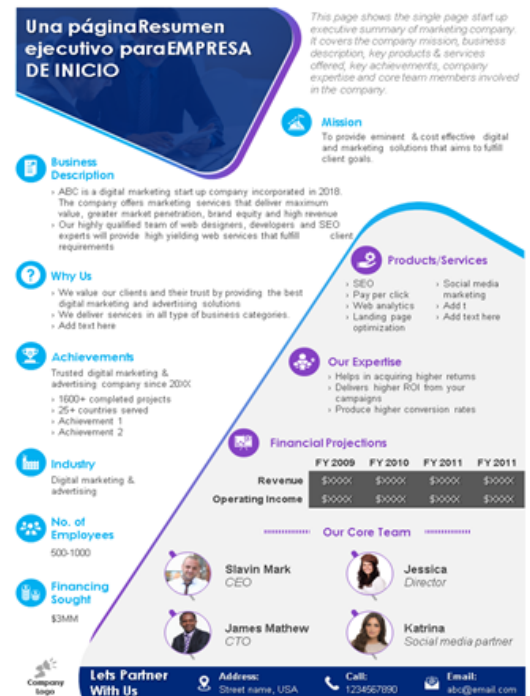 Una páginaResumen
ejecutivo paraEMPRESA
DE INICIO
This page shows the single page start up
executive summary of marketing company.
It covers the company mission, business
description, key products & services
offered, key achievements, company
expertise and core team members involved
in the company.
Mission
To provide eminent & cost effective digital
and marketing solutions that aims to fulfill
client goals.
Business
Description
› ABC is a digital marketing start up company incorporated in 2018.
The company offers marketing services that deliver maximum
value, greater market penetration, brand equity and high revenue
› Our highly qualified team of web designers, developers and SEO
experts will provide high yielding web services that fulfill client
requirements
Why Us
› We value our clients and their trust by providing the best
digital marketing and advertising solutions
› We deliver services in all type of business categories.
› Add text here
Products/Services
› SEO
› Pay per click
› Web analytics
› Landing page
optimization
› Social media
marketing
› Add t
› Add text here
Achievements
Trusted digital marketing &
advertising company since 20XX
› 1600+ completed projects
› 25+ countries served
› Achievement 1
› Achievement 2
Our Expertise
› Helps in acquiring higher returns
› Delivers higher ROI from your
campaigns
› Produce higher conversion rates
Industry
Digital marketing &
advertising
Financial Projections
FY 2009 FY 2010 FY 2011 FY 2011
Revenue $XXXX $XXXX $XXXX $XXXX
Operating Income $XXXX $XXXX $XXXX $XXXX
No. of
Employees
500-1000
Our Core Team
Slavin Mark
CEO
Jessica
Director
James Mathew
CTO
Katrina
Social media partner
Financing
Sought
$3MM
Company
logo
Lets Partner
With Us
Address:
Street name, USA
Call:
1234567890
Email:
abc@email.com